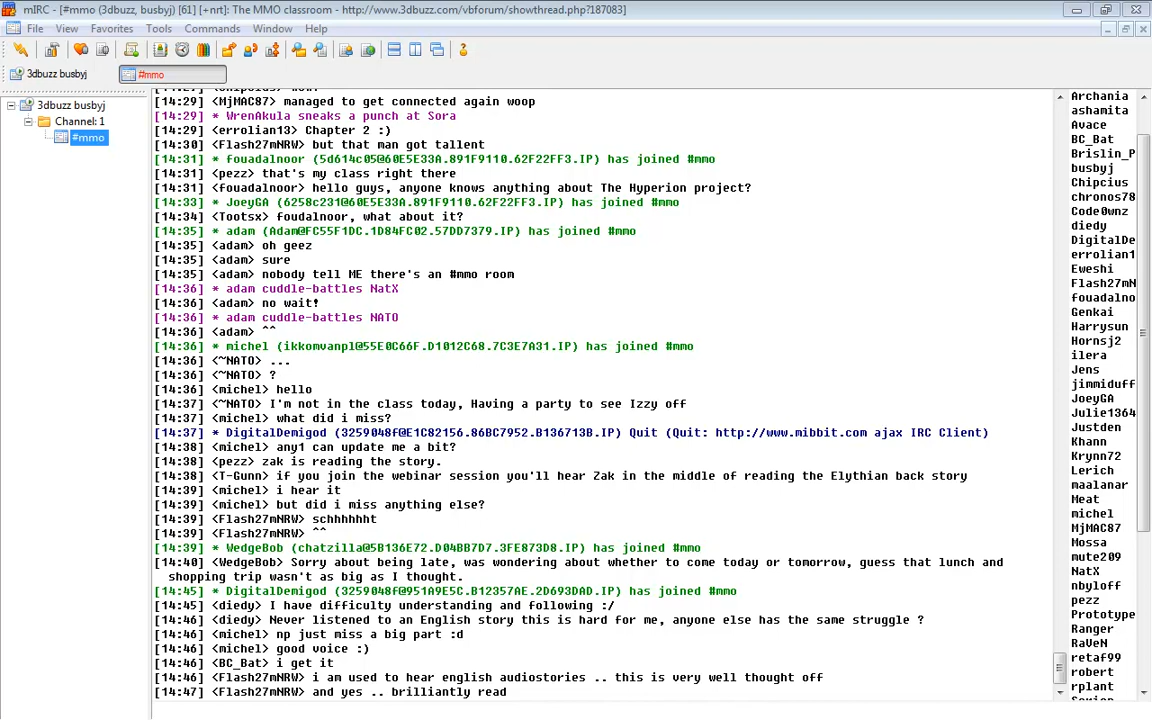 mIRC - [#mmo (3dbuzz, busbyj) [61] [+nrt]: The MMO classroom - http://www.3dbuzz.com/vbforum/showthread.php?187083]
File View Favorites Tools Commands Window Help
3dbuzz busbyj #mmo
3dbuzz busbyj
Channel: 1
#mmo
[14:29] <MjMAC87> managed to get connected again woop
[14:29] * WrenAkula sneaks a punch at Sora
[14:29] <errolian13> Chapter 2 :)
[14:30] <Flash27mNRW> but that man got tallent
[14:31] * fouadalnoor (5d614c05@60E5E33A.891F9110.62F22FF3.IP) has joined #mmo
[14:31] <pezz> that's my class right there
[14:31] <fouadalnoor> hello guys, anyone knows anything about The Hyperion project?
[14:33] * JoeyGA (6258c231@60E5E33A.891F9110.62F22FF3.IP) has joined #mmo
[14:34] <Tootsx> foudalnoor, what about it?
[14:35] * adam (Adam@FC55F1DC.1D84FC02.57DD7379.IP) has joined #mmo
[14:35] <adam> oh geez
[14:35] <adam> sure
[14:35] <adam> nobody tell ME there's an #mmo room
[14:36] * adam cuddle-battles NatX
[14:36] <adam> no wait!
[14:36] * adam cuddle-battles NATO
[14:36] <adam> ^^
[14:36] * michel (ikkomvanpl@55E0C66F.D1012C68.7C3E7A31.IP) has joined #mmo
[14:36] <~NATO> ...
[14:36] <~NATO> ?
[14:36] <michel> hello
[14:37] <~NATO> I'm not in the class today, Having a party to see Izzy off
[14:37] <michel> what did i miss?
[14:37] * DigitalDemigod (3259048f@E1C82156.86BC7952.B136713B.IP) Quit (Quit: http://www.mibbit.com ajax IRC Client)
[14:38] <michel> any1 can update me a bit?
[14:38] <pezz> zak is reading the story.
[14:38] <T-Gunn> if you join the webinar session you'll hear Zak in the middle of reading the Elythian back story
[14:39] <michel> i hear it
[14:39] <michel> but did i miss anything else?
[14:39] <Flash27mNRW> schhhhhht
[14:39] <Flash27mNRW> ^^
[14:39] * WedgeBob (chatzilla@5B136E72.D04BB7D7.3FE873D8.IP) has joined #mmo
[14:40] <WedgeBob> Sorry about being late, was wondering about whether to come today or tomorrow, guess that lunch and
shopping trip wasn't as big as I thought.
[14:45] * DigitalDemigod (3259048f@951A9E5C.B12357AE.2D693DAD.IP) has joined #mmo
[14:45] <diedy> I have difficulty understanding and following :/
[14:46] <diedy> Never listened to an English story this is hard for me, anyone else has the same struggle ?
[14:46] <michel> np just miss a big part :d
[14:46] <michel> good voice :)
[14:46] <BC_Bat> i get it
[14:46] <Flash27mNRW> i am used to hear english audiostories .. this is very well thought off
[14:47] <Flash27mNRW> and yes .. brilliantly read
Archania
ashamita
Avace
BC_Bat
Brislin_P
busbyj
Chipcius
chronos78
Code0wnz
diedy
DigitalDe
errolian1
Eweshi
Flash27mN
fouadalno
Genkai
Harrysun
Hornsj2
ilera
Jens
jimmiduff
JoeyGA
Julie1364
Justden
Khann
Krynn72
Lerich
maalanar
Meat
michel
MjMAC87
Mossa
mute209
NatX
nbyloff
pezz
Prototype
Ranger
RaVeN
retaf99
robert
rplant